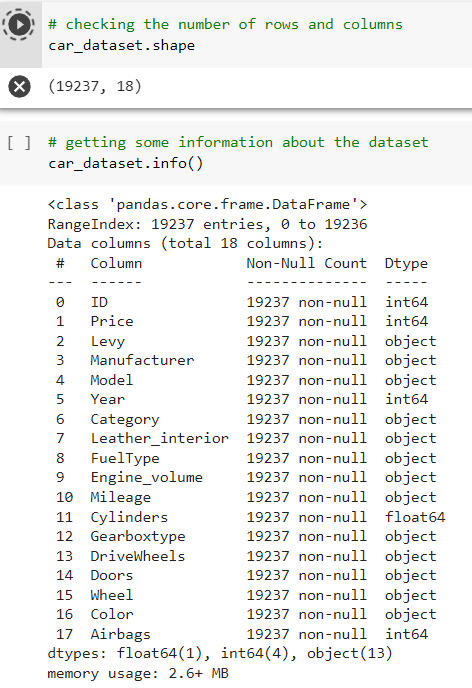 # checking the number of rows and columns
car_dataset.shape
(19237, 18)
[ ] # getting some information about the dataset
car_dataset.info()
<class 'pandas.core.frame.DataFrame'>
RangeIndex: 19237 entries, 0 to 19236
Data columns (total 18 columns):
 #   Column            Non-Null Count  Dtype
---  ------            --------------  -----
 0   ID                19237 non-null  int64
 1   Price             19237 non-null  int64
 2   Levy              19237 non-null  object
 3   Manufacturer      19237 non-null  object
 4   Model             19237 non-null  object
 5   Year              19237 non-null  int64
 6   Category          19237 non-null  object
 7   Leather_interior  19237 non-null  object
 8   FuelType          19237 non-null  object
 9   Engine_volume     19237 non-null  object
 10  Mileage           19237 non-null  object
 11  Cylinders         19237 non-null  float64
 12  Gearboxtype       19237 non-null  object
 13  DriveWheels       19237 non-null  object
 14  Doors             19237 non-null  object
 15  Wheel             19237 non-null  object
 16  Color             19237 non-null  object
 17  Airbags           19237 non-null  int64
dtypes: float64(1), int64(4), object(13)
memory usage: 2.6+ MB